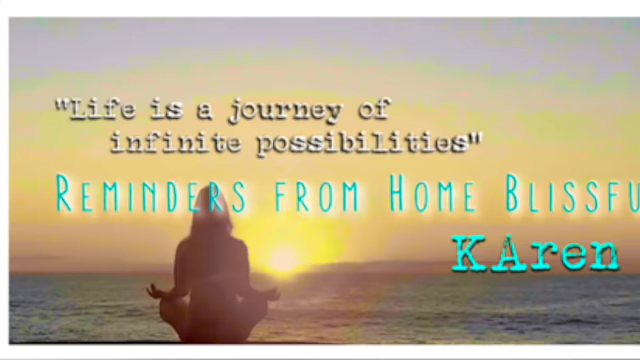 "Life is a journey of
infinite possibilities"
Reminders from Home Blissfu
KAren